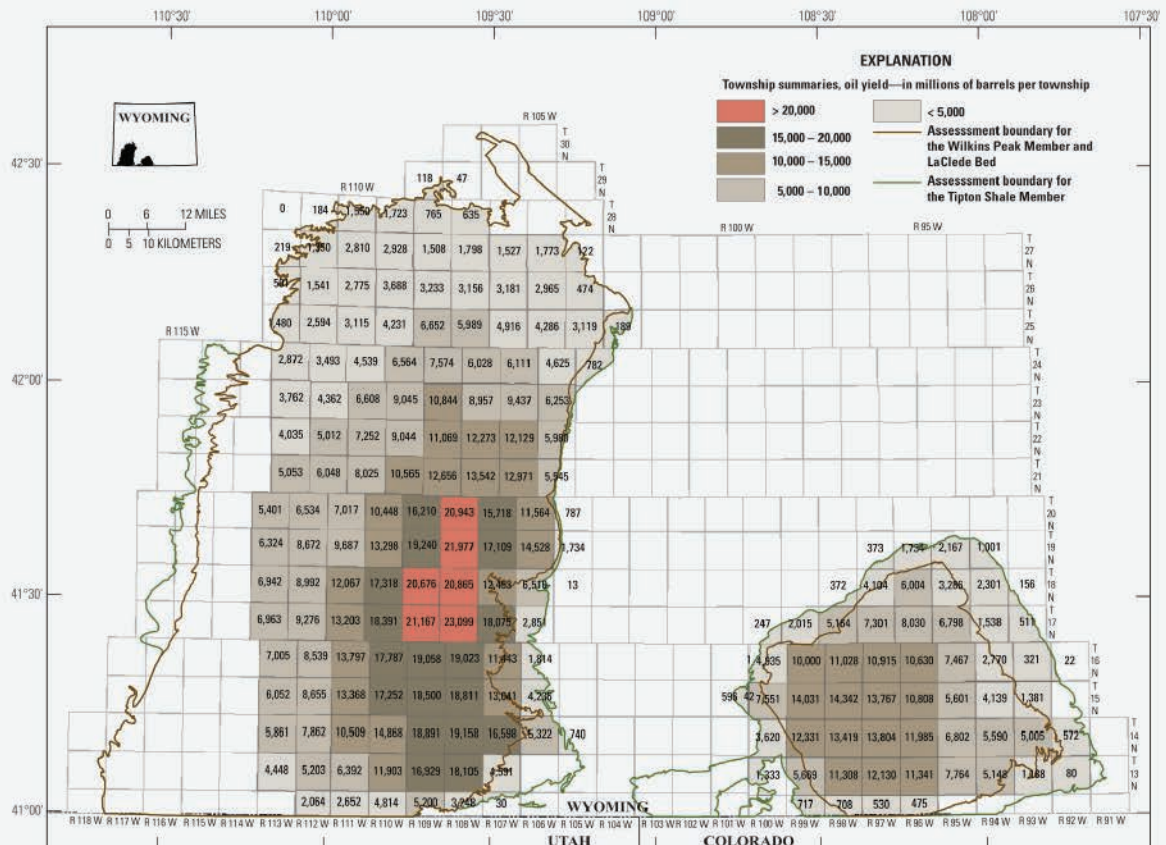 110°30' 110°00' 109°30' 109°00' 108°30' 108°00' 107°30'
EXPLANATION
Township summaries, oil yield—in millions of barrels per township
> 20,000
15,000 – 20,000
10,000 – 15,000
5,000 – 10,000
< 5,000
Assesssment boundary for
the Wilkins Peak Member and
LaClede Bed
Assesssment boundary for
the Tipton Shale Member
WYOMING
0 6 12 MILES
0 5 10 KILOMETERS
R 105 W
T
30
N
42°30'
118 47
T
29
N
R 110 W
0 184 1,723 765 635
T
28
N
R 100 W R 95 W
219 2,810 2,928 1,508 1,798 1,527 1,773 122
T
27
N
1,541 2,775 3,688 3,233 3,156 3,181 2,965 474
T
26
N
1,480 2,594 3,115 4,231 6,652 5,989 4,916 4,286 3,119 189
T
25
N
R 115 W
42°00'
2,872 3,493 4,539 6,564 7,574 6,028 6,111 4,625 782
T
24
N
3,762 4,362 6,608 9,045 10,844 8,957 9,437 6,253
T
23
N
4,035 5,012 7,252 9,044 11,069 12,273 12,129
T
22
N
5,053 6,048 8,025 10,565 12,656 13,542 12,971 5,545
T
21
N
5,401 6,534 7,017 10,448 16,210 20,943 15,718 11,564 787
T
20
N
6,324 8,672 9,687 13,298 19,240 21,977 17,109 14,528 1,734
373 2,167 1,001
T
19
N
41°30'
6,942 8,992 12,067 17,318 20,676 20,865 13
372 4,104 6,004 2,301 156
T
18
N
6,963 9,276 13,203 18,391 21,167 23,099 18,075
247 2,015 5,164 7,301 8,030 6,798 1,538 511
T
17
N
7,005 8,539 13,797 17,787 19,058 19,023 11,443 1,814
10,000 11,028 10,915 10,630 7,467 2,770 321 22
T
16
N
6,052 8,655 13,368 17,252 18,500 18,811 13,041
42 14,031 14,342 13,767 10,808 5,601 4,139 1,381
T
15
N
5,861 7,862 10,509 14,868 18,891 19,158 16,598 740
12,331 13,419 13,804 11,985 6,802 5,590 5,005 572
T
14
N
4,448 5,203 6,392 11,903 16,929 18,105
1,333 5,669 11,308 12,130 11,341 7,764 80
T
13
N
41°00'
2,064 2,652 4,814 5,200 30
WYOMING
717 708 530 475
R 118 W R 117 W R 116 W R 115 W R 114 W R 113 W R 112 W R 111 W R 110 W R 109 W R 108 W R 107 W R 106 W R 105 W R 104 W R 103 W R 102 W R 101 W R 100 W R 99 W R 98 W R 97 W R 96 W R 95 W R 94 W R 93 W R 92 W R 91 W
UTAH COLORADO